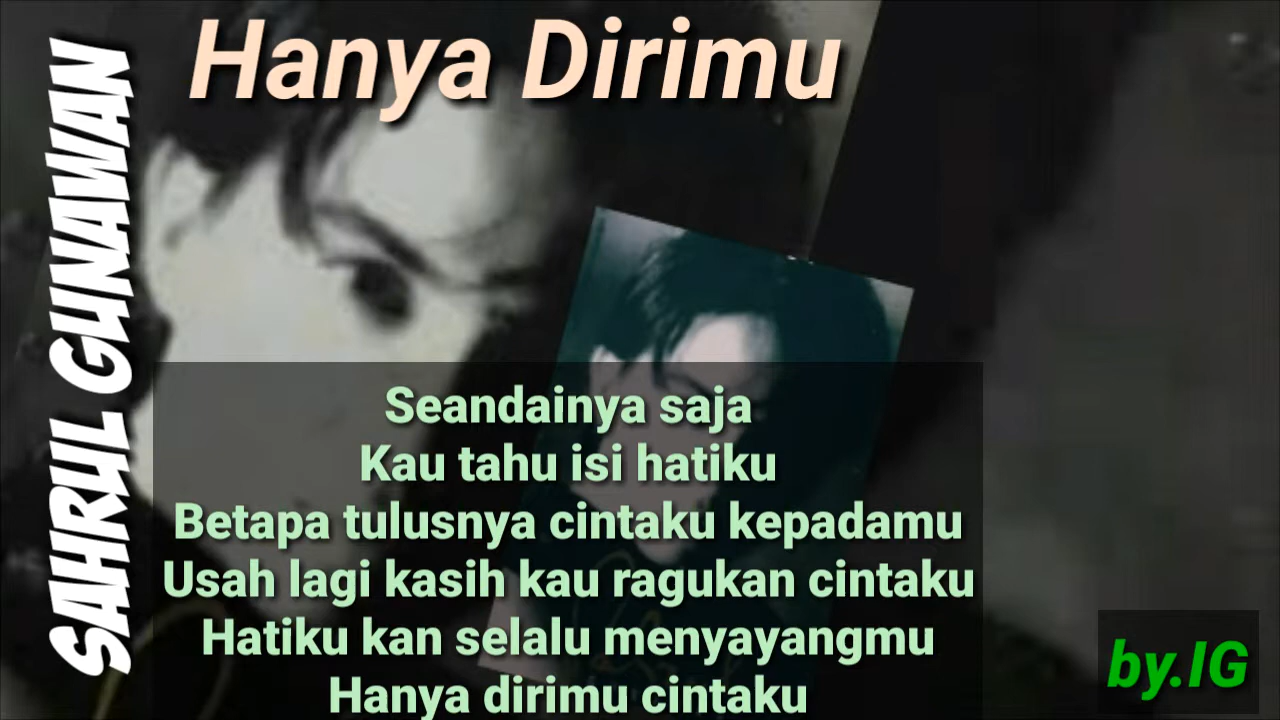 Hanya Dirimu
SAHRUL GUNAWAN
Seandainya saja
Kau tahu isi hatiku
Betapa tulusnya cintaku kepadamu
Usah lagi kasih kau ragukan cintaku
Hatiku kan selalu menyayangmu
Hanya dirimu cintaku
by.IG